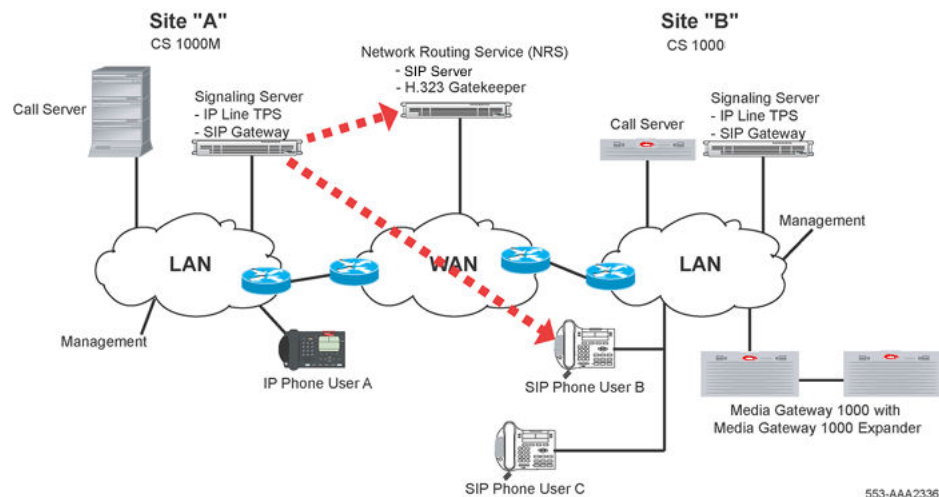 Site "A"
CS 1000M
Site "B"
CS 1000
Network Routing Service (NRS)
- SIP Server
- H.323 Gatekeeper
Call Server
Signaling Server
- IP Line TPS
- SIP Gateway
Call Server
Signaling Server
- IP Line TPS
- SIP Gateway
Management
LAN
WAN
LAN
Management
IP Phone User A
SIP Phone User B
Media Gateway 1000 with
Media Gateway 1000 Expander
SIP Phone User C
553-AAA2336